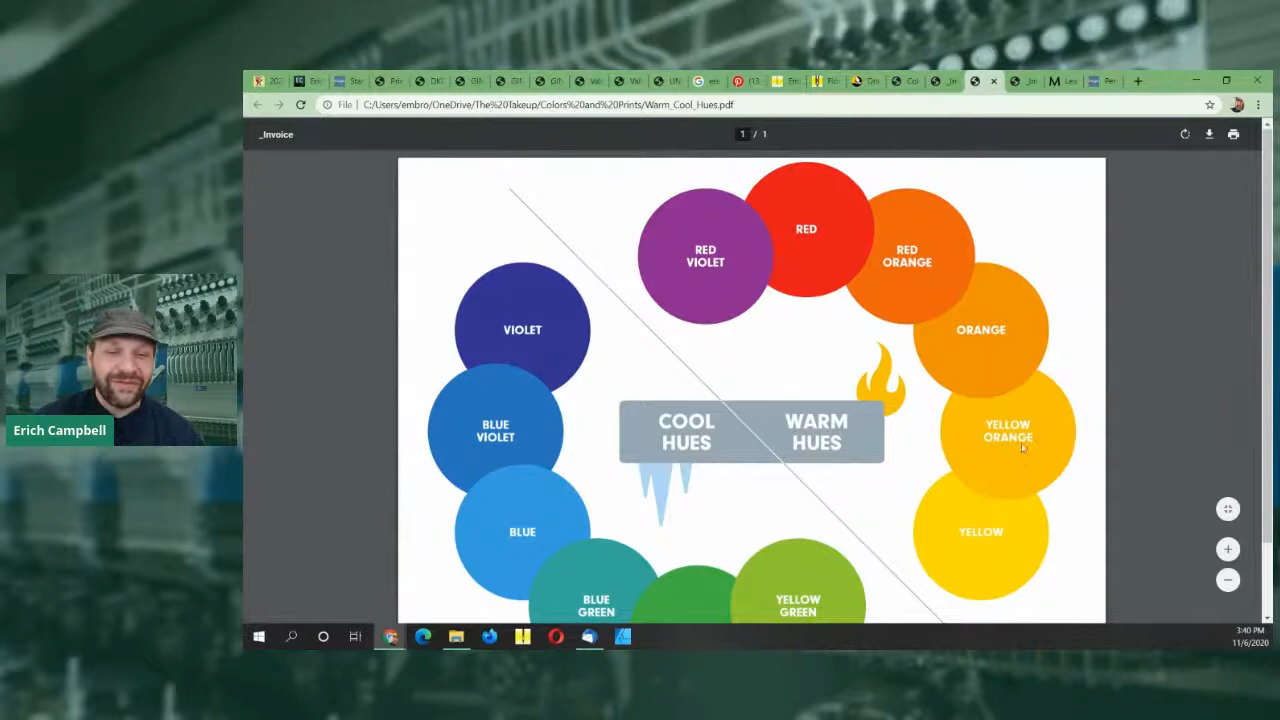 C:/Users/embro/OneDrive/The%20Takeup/Colors%20and%20Prints/Warm_Cool_Hues.pdf
File
_Invoice
1 / 1
RED
RED
VIOLET
RED
ORANGE
VIOLET
ORANGE
BLUE
VIOLET
COOL
HUES
WARM
HUES
YELLOW
ORANGE
BLUE
YELLOW
BLUE
GREEN
YELLOW
GREEN
Erich Campbell
3:40 PM
11/6/2020